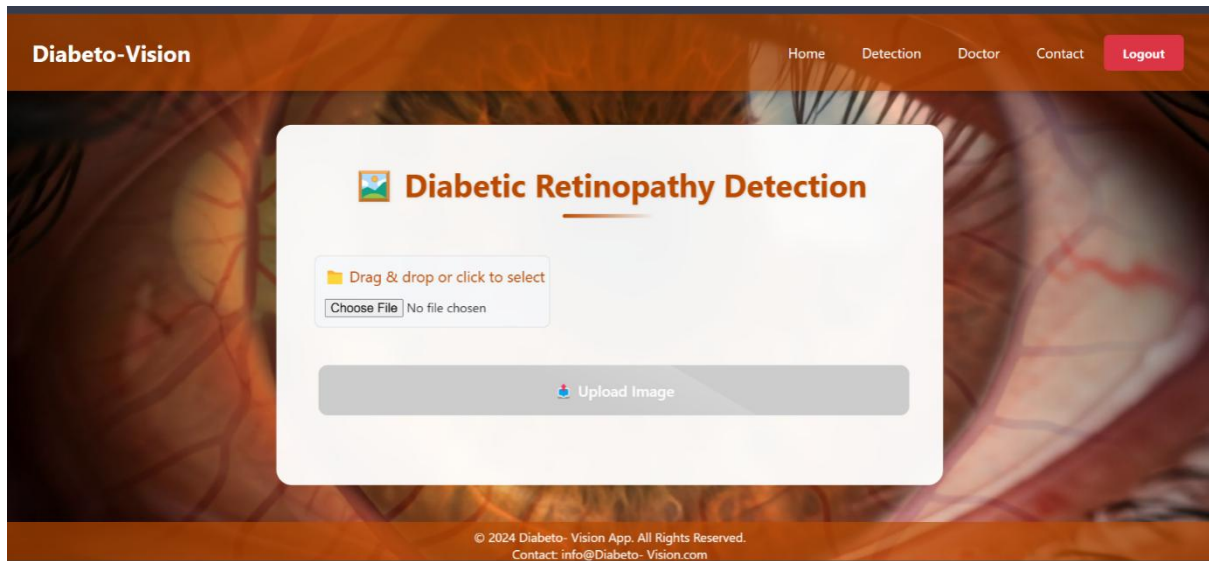 Diabeto-Vision
Home Detection Doctor Contact Logout
Diabetic Retinopathy Detection
Drag & drop or click to select
Choose File No file chosen
Upload Image
© 2024 Diabeto- Vision App. All Rights Reserved.
Contact: info@Diabeto- Vision.com